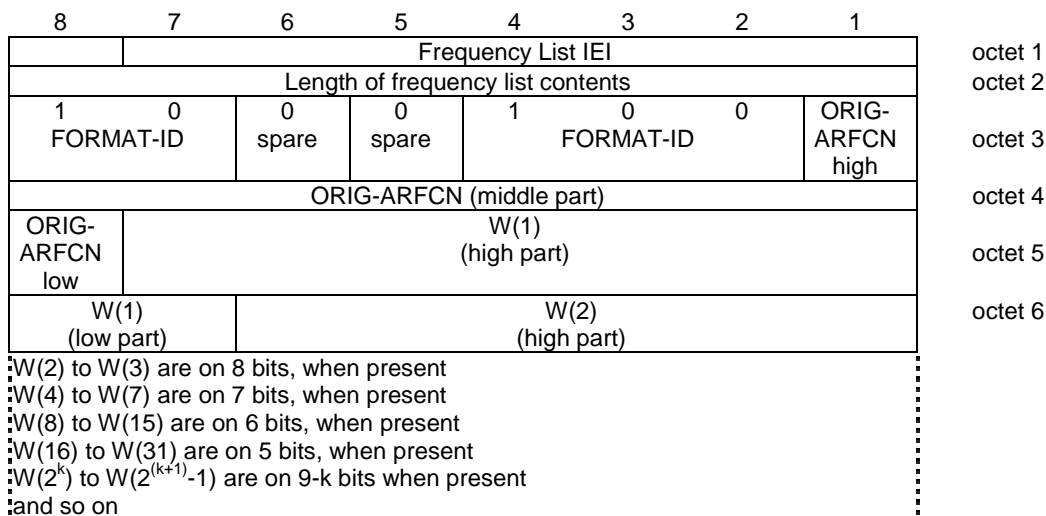 8 7 6 5 4 3 2 1
Frequency List IEI octet 1
Length of frequency list contents octet 2
1 0 0 0 1 0 0 ORIG-
FORMAT-ID spare spare FORMAT-ID ARFCN octet 3
high
ORIG-ARFCN (middle part) octet 4
ORIG- W(1)
ARFCN (high part) octet 5
low
W(1) W(2) octet 6
(low part) (high part)
W(2) to W(3) are on 8 bits, when present
W(4) to W(7) are on 7 bits, when present
W(8) to W(15) are on 6 bits, when present
W(16) to W(31) are on 5 bits, when present
W(2^k) to W(2^(k+1)-1) are on 9-k bits when present
and so on